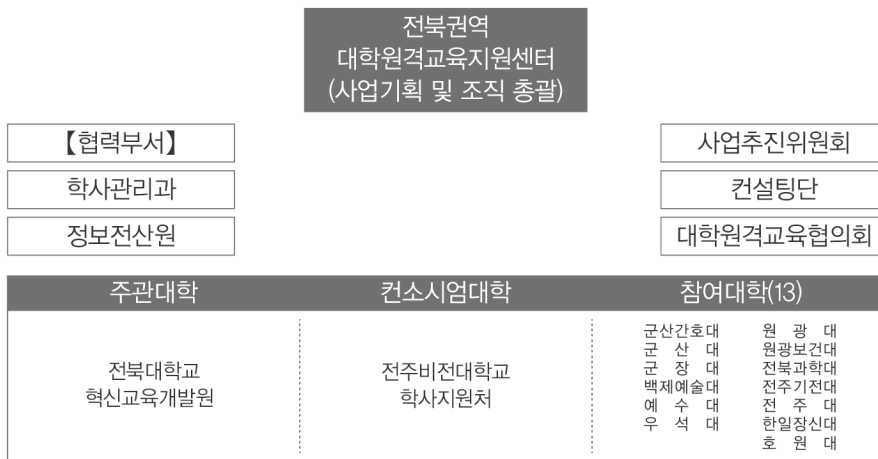 전북권역
대학원격교육지원센터
(사업기획 및 조직 총괄)
【협력부서】
학사관리과
정보전산원
사업추진위원회
컨설팅단
대학원격교육협의회
주관대학
컨소시엄대학
참여대학(13)
전북대학교
혁신교육개발원
전주비전대학교
학사지원처
군산간호대
군 산 대
군 장 대
백제예술대
예 수 대
우 석 대
원 광 대
원광보건대
전북과학대
전주기전대
전 주 대
한일장신대
호 원 대